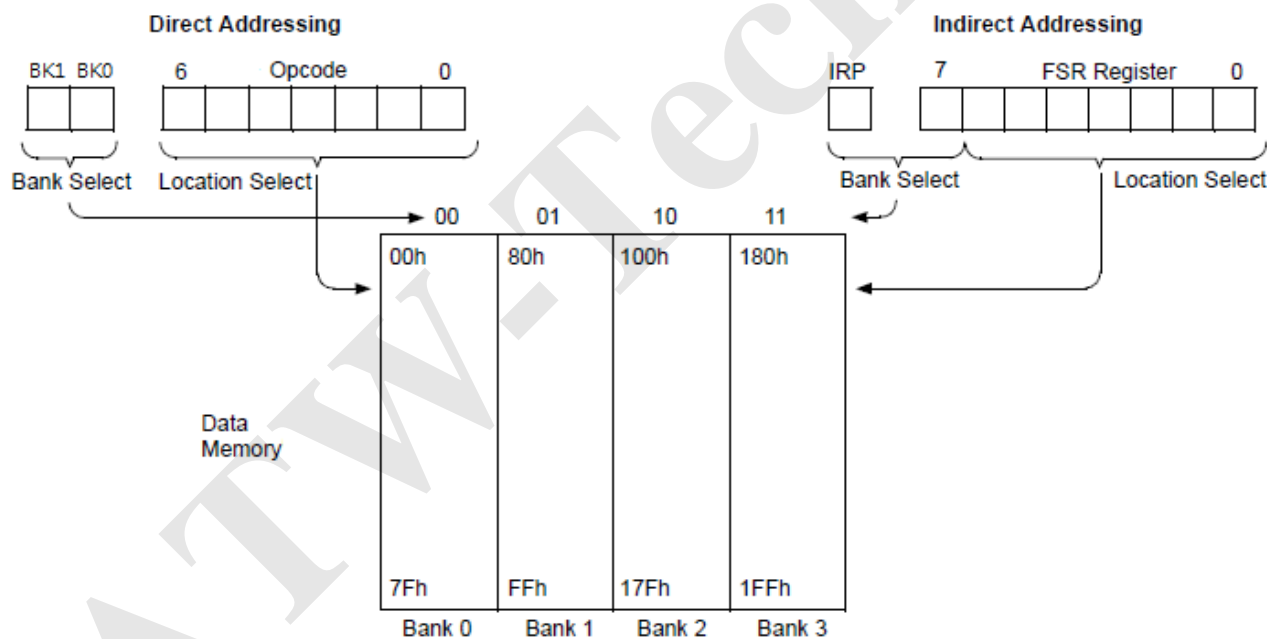 Direct Addressing
Indirect Addressing
BK1 BK0 6 Opcode 0
IRP 7 FSR Register 0
Bank Select Location Select
Bank Select Location Select
00 01 10 11
00h 80h 100h 180h
Data
Memory
7Fh FFh 17Fh 1FFh
Bank 0 Bank 1 Bank 2 Bank 3